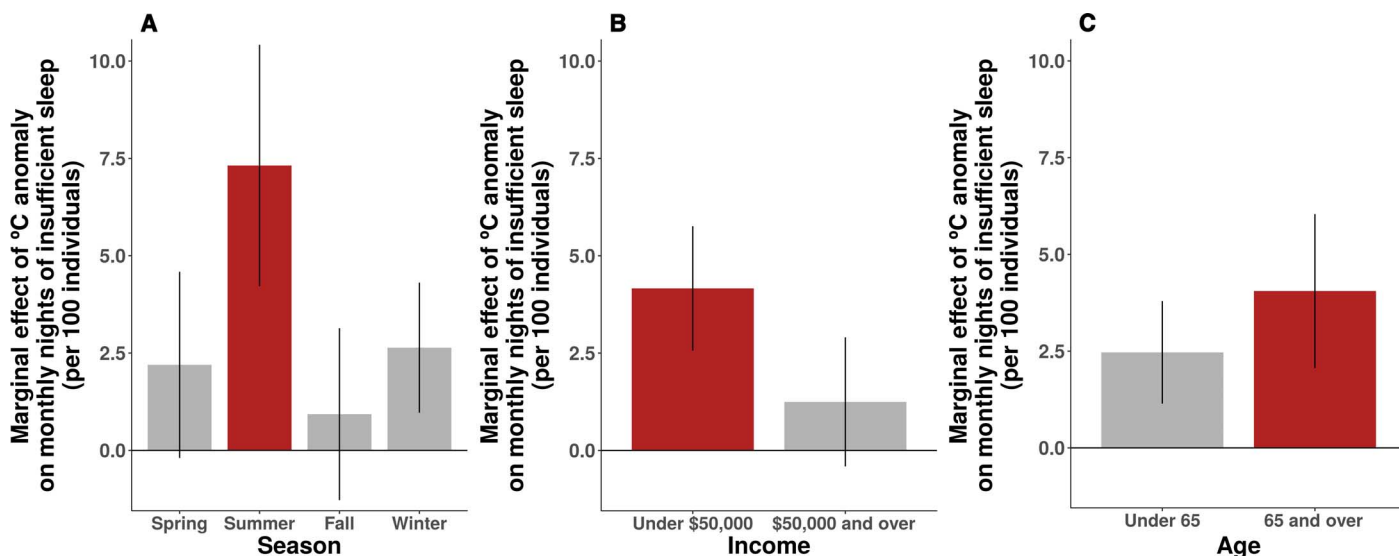 A
Marginal effect of ºC anomaly
on monthly nights of insufficient sleep
(per 100 individuals)
10.0
7.5
5.0
2.5
0.0
Spring Summer Fall Winter
Season
B
Marginal effect of ºC anomaly
on monthly nights of insufficient sleep
(per 100 individuals)
10.0
7.5
5.0
2.5
0.0
Under $50,000 $50,000 and over
Income
C
Marginal effect of ºC anomaly
on monthly nights of insufficient sleep
(per 100 individuals)
10.0
7.5
5.0
2.5
0.0
Under 65 65 and over
Age